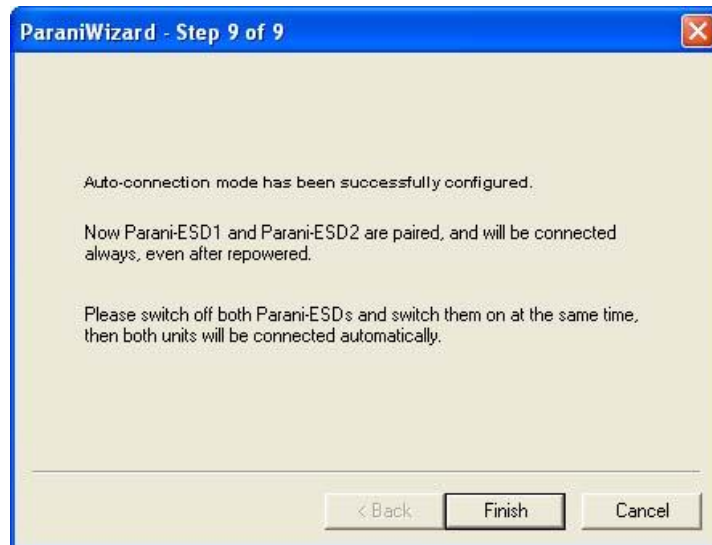 ParaniWizard - Step 9 of 9
Auto-connection mode has been successfully configured.
Now Parani-ESD1 and Parani-ESD2 are paired, and will be connected
always, even after repowered.
Please switch off both Parani-ESDs and switch them on at the same time,
then both units will be connected automatically.
< Back
Finish
Cancel